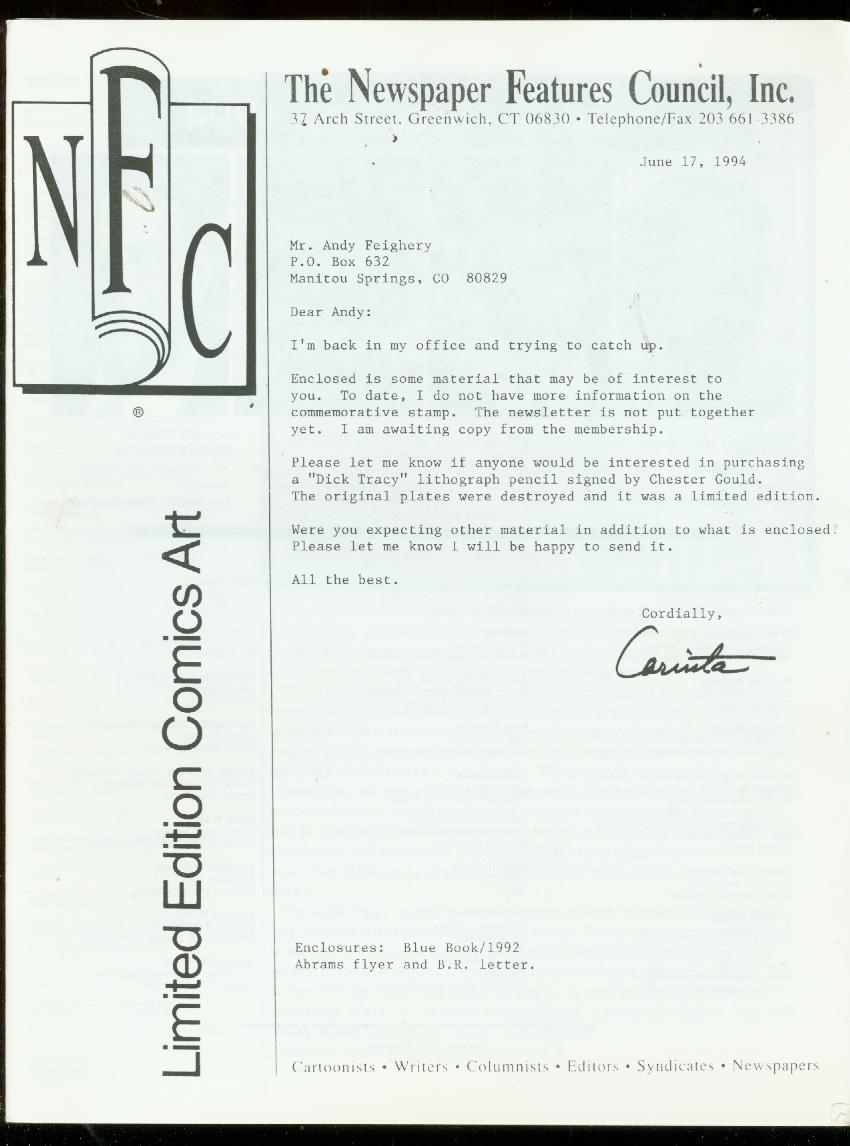 NFC
®
The Newspaper Features Council, Inc.
37 Arch Street, Greenwich, CT 06830 • Telephone/Fax 203 661-3386
June 17, 1994
Mr. Andy Feighery
P.O. Box 632
Manitou Springs, CO 80829
Dear Andy:
I'm back in my office and trying to catch up.
Enclosed is some material that may be of interest to
you. To date, I do not have more information on the
commemorative stamp. The newsletter is not put together
yet. I am awaiting copy from the membership.
Please let me know if anyone would be interested in purchasing
a "Dick Tracy" lithograph pencil signed by Chester Gould.
The original plates were destroyed and it was a limited edition.
Were you expecting other material in addition to what is enclosed?
Please let me know I will be happy to send it.
All the best.
Cordially,
Corinta
Enclosures: Blue Book/1992
Abrams flyer and B.R. letter.
Limited Edition Comics Art
Cartoonists • Writers • Columnists • Editors • Syndicates • Newspapers